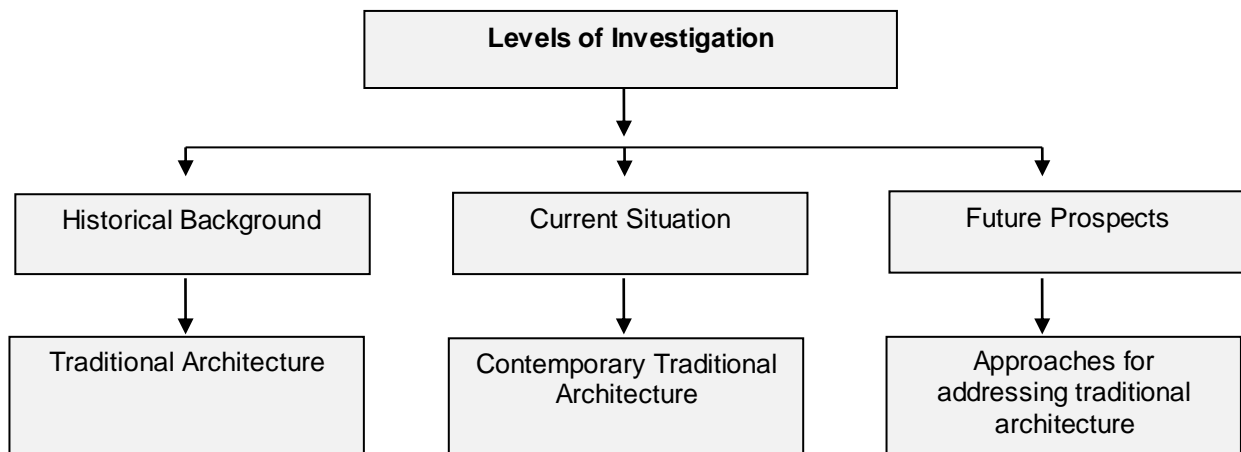 Levels of Investigation
Historical Background
Current Situation
Future Prospects
Traditional Architecture
Contemporary Traditional
Architecture
Approaches for
addressing traditional
architecture